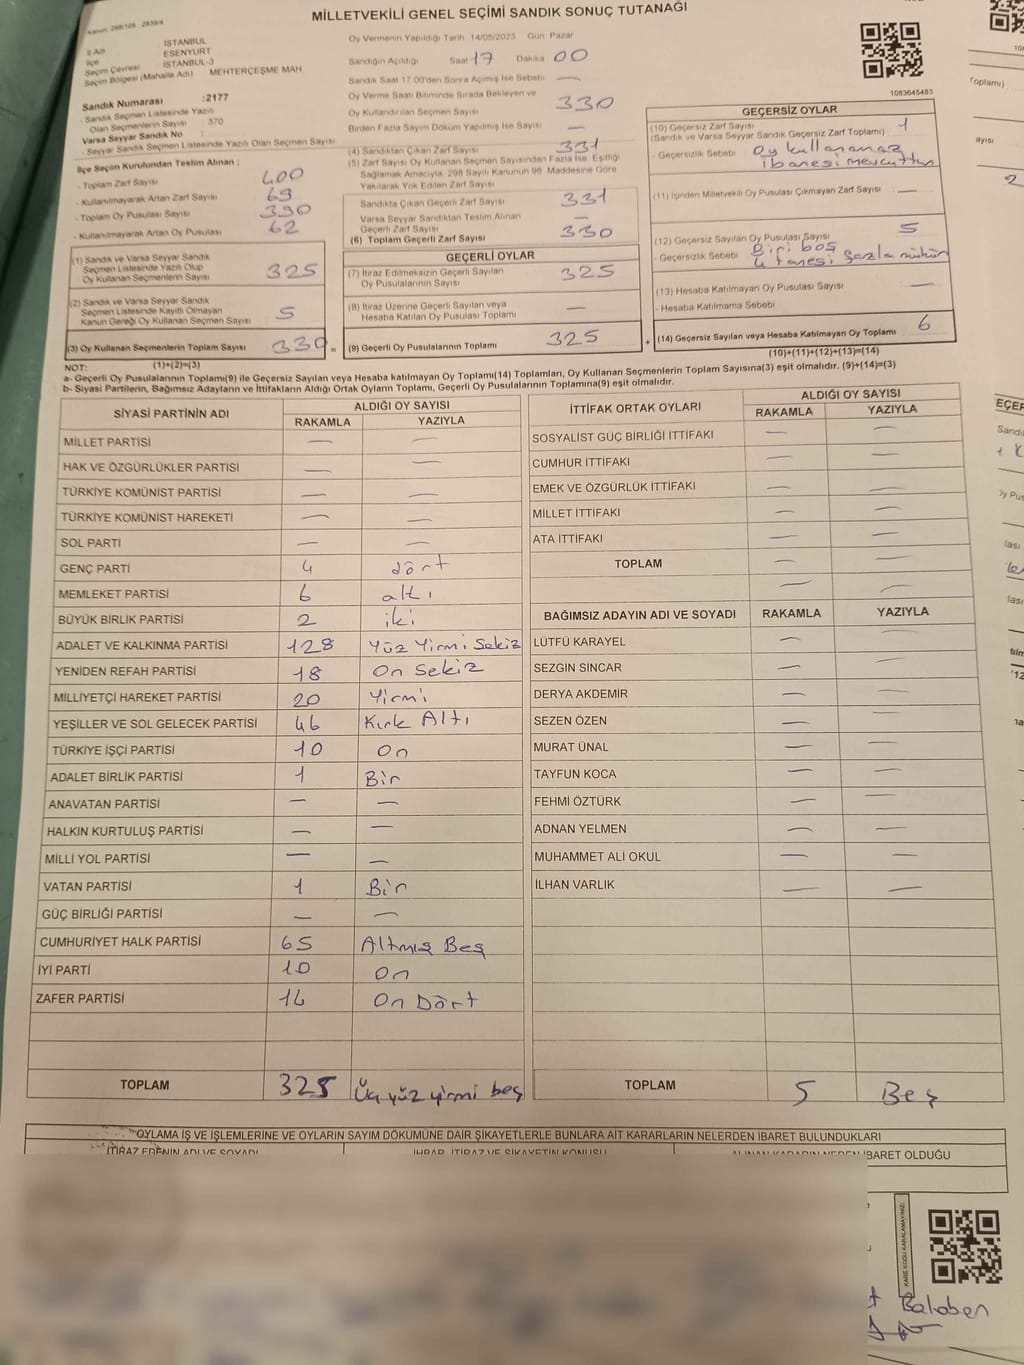 MİLLETVEKİLİ GENEL SEÇİMİ SANDIK SONUÇ TUTANAĞI
İl Adı : İSTANBUL
İlçe : ESENYURT
Seçim Çevresi : İSTANBUL-3
Seçim Bölgesi (Mahalle Adı) MEHTERÇEŞME MAH
Sandık Numarası :2177
- Sandık Seçmen Listesinde Yazılı
Olan Seçmenlerin Sayısı : 370
Varsa Seyyar Sandık No :
- Seyyar Sandık Seçmen Listesinde Yazılı Olan Seçmen Sayısı
İlçe Seçim Kurulundan Teslim Alınan ;
- Toplam Zarf Sayısı 400
- Kullanılmayarak Artan Zarf Sayısı 69
- Toplam Oy Pusulası Sayısı 390
- Kullanılmayarak Artan Oy Pusulası 62
(1) Sandık ve Varsa Seyyar Sandık
Seçmen Listesinde Yazılı Olup
Oy Kullanan Seçmenlerin Sayısı 325
(2) Sandık ve Varsa Seyyar Sandık
Seçmen Listesinde Kayıtlı Olmayan
Kanun Gereği Oy Kullanan Seçmen Sayısı 5
(3) Oy Kullanan Seçmenlerin Toplam Sayısı 330 =
(1)+(2)=(3)
Oy Vermenin Yapıldığı Tarih 14/05/2023 Gün Pazar
Sandığın Açıldığı Saat 17 Dakika 00
Sandık Saat 17:00'den Sonra Açılmış İse Sebebi —
Oy Verme Saati Bitiminde Sırada Bekleyen ve
Oy Kullandırılan Seçmen Sayısı 330
Birden Fazla Sayım Döküm Yapılmış İse Sayısı —
(4) Sandıktan Çıkan Zarf Sayısı 331
(5) Zarf Sayısı Oy Kullanan Seçmen Sayısından Fazla İse, Eşitliği
Sağlamak Amacıyla, 298 Sayılı Kanunun 98. Maddesine Göre
Yakılarak Yok Edilen Zarf Sayısı
Sandıkta Çıkan Geçerli Zarf Sayısı 331
Varsa Seyyar Sandıktan Teslim Alınan
Geçerli Zarf Sayısı
(6) Toplam Geçerli Zarf Sayısı 330
GEÇERLİ OYLAR
(7) İtiraz Edilmeksizin Geçerli Sayılan
Oy Pusulalarının Sayısı 325
(8) İtiraz Üzerine Geçerli Sayılan veya
Hesaba Katılan Oy Pusulası Toplamı —
(9) Geçerli Oy Pusulalarının Toplamı 325 +
1083645483
GEÇERSİZ OYLAR
(10) Geçersiz Zarf Sayısı 1
(Sandık ve Varsa Seyyar Sandık Geçersiz Zarf Toplamı)
- Geçersizlik Sebebi Oy kullanamaz
ibaresi mevcuttur
(11) İçinden Milletvekili Oy Pusulası Çıkmayan Zarf Sayısı —
(12) Geçersiz Sayılan Oy Pusulası Sayısı 5
- Geçersizlik Sebebi Biri boş
4 tanesi fazla mühür
(13) Hesaba Katılmayan Oy Pusulası Sayısı —
- Hesaba Katılmama Sebebi
(14) Geçersiz Sayılan veya Hesaba Katılmayan Oy Toplamı 6
(10)+(11)+(12)+(13)=(14)
NOT:
a- Geçerli Oy Pusulalarının Toplamı(9) ile Geçersiz Sayılan veya Hesaba katılmayan Oy Toplamı(14) Toplamları, Oy Kullanan Seçmenlerin Toplam Sayısına(3) eşit olmalıdır. (9)+(14)=(3)
b- Siyasi Partilerin, Bağımsız Adayların ve İttifakların Aldığı Oy Ortak Oyların Toplamı, Geçerli Oy Pusulalarının Toplamına(9) eşit olmalıdır.
SİYASİ PARTİNİN ADI ALDIĞI OY SAYISI
RAKAMLA YAZIYLA
MİLLET PARTİSİ — —
HAK VE ÖZGÜRLÜKLER PARTİSİ — —
TÜRKİYE KOMÜNİST PARTİSİ — —
TÜRKİYE KOMÜNİST HAREKETİ — —
SOL PARTİ — —
GENÇ PARTİ 4 dört
MEMLEKET PARTİSİ 6 altı
BÜYÜK BİRLİK PARTİSİ 2 iki
ADALET VE KALKINMA PARTİSİ 128 Yüz Yirmi Sekiz
YENİDEN REFAH PARTİSİ 18 On Sekiz
MİLLİYETÇİ HAREKET PARTİSİ 20 Yirmi
YEŞİLLER VE SOL GELECEK PARTİSİ 46 Kırk Altı
TÜRKİYE İŞÇİ PARTİSİ 10 On
ADALET BİRLİK PARTİSİ 1 Bir
ANAVATAN PARTİSİ — —
HALKIN KURTULUŞ PARTİSİ — —
MİLLİ YOL PARTİSİ — —
VATAN PARTİSİ 1 Bir
GÜÇ BİRLİĞİ PARTİSİ — —
CUMHURİYET HALK PARTİSİ 65 Altmış Beş
İYİ PARTİ 10 On
ZAFER PARTİSİ 14 On Dört
TOPLAM 325 Üçyüz yirmi beş
İTTİFAK ORTAK OYLARI ALDIĞI OY SAYISI
RAKAMLA YAZIYLA
SOSYALİST GÜÇ BİRLİĞİ İTTİFAKI — —
CUMHUR İTTİFAKI — —
EMEK VE ÖZGÜRLÜK İTTİFAKI — —
MİLLET İTTİFAKI — —
ATA İTTİFAKI — —
TOPLAM — —
— —
BAĞIMSIZ ADAYIN ADI VE SOYADI RAKAMLA YAZIYLA
LÜTFÜ KARAYEL — —
SEZGİN SİNCAR — —
DERYA AKDEMİR — —
SEZEN ÖZEN — —
MURAT ÜNAL — —
TAYFUN KOCA — —
FEHMİ ÖZTÜRK — —
ADNAN YELMEN — —
MUHAMMET ALİ OKUL — —
İLHAN VARLIK — —
TOPLAM 5 Beş
OYLAMA İŞ VE İŞLEMLERİNE VE OYLARIN SAYIM DÖKÜMÜNE DAİR ŞİKAYETLERLE BUNLARA AİT KARARLARIN NELERDEN İBARET BULUNDUKLARI
İTİRAZ EDENİN ADI VE SOYADI İHBAR, İTİRAZ VE ŞİKAYETİN KONUSU ALINAN KARARIN NEDEN İBARET OLDUĞU
KARE KODU KARALAMAYINIZ!
Balaben